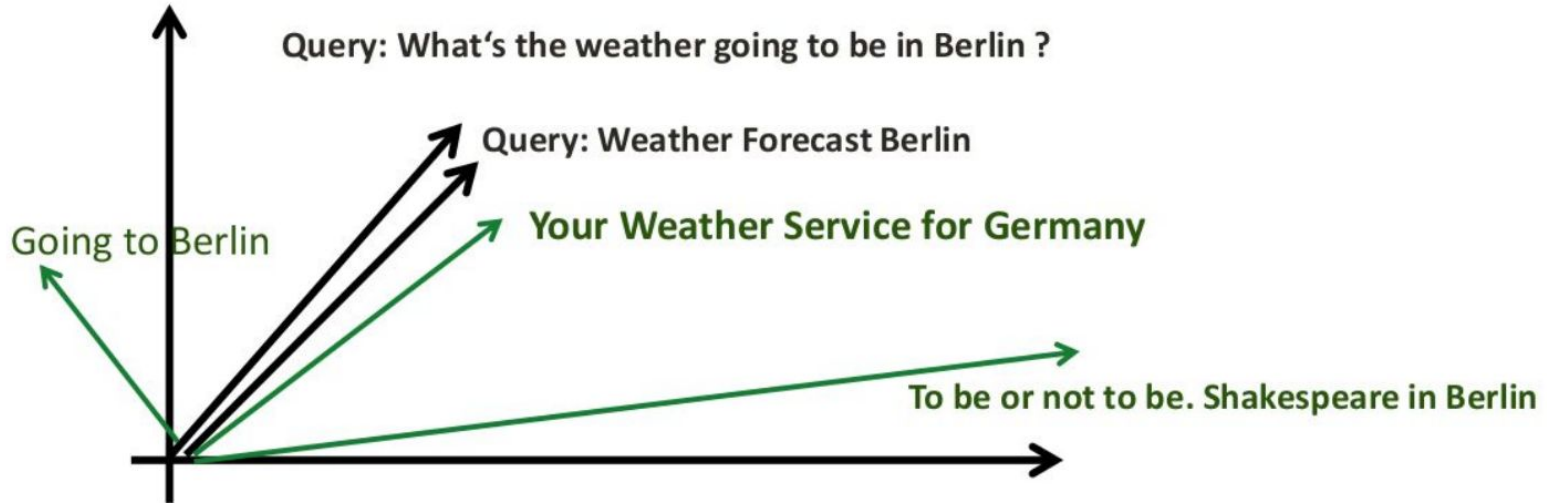 Query: What‘s the weather going to be in Berlin ?
Query: Weather Forecast Berlin
Your Weather Service for Germany
Going to Berlin
To be or not to be. Shakespeare in Berlin